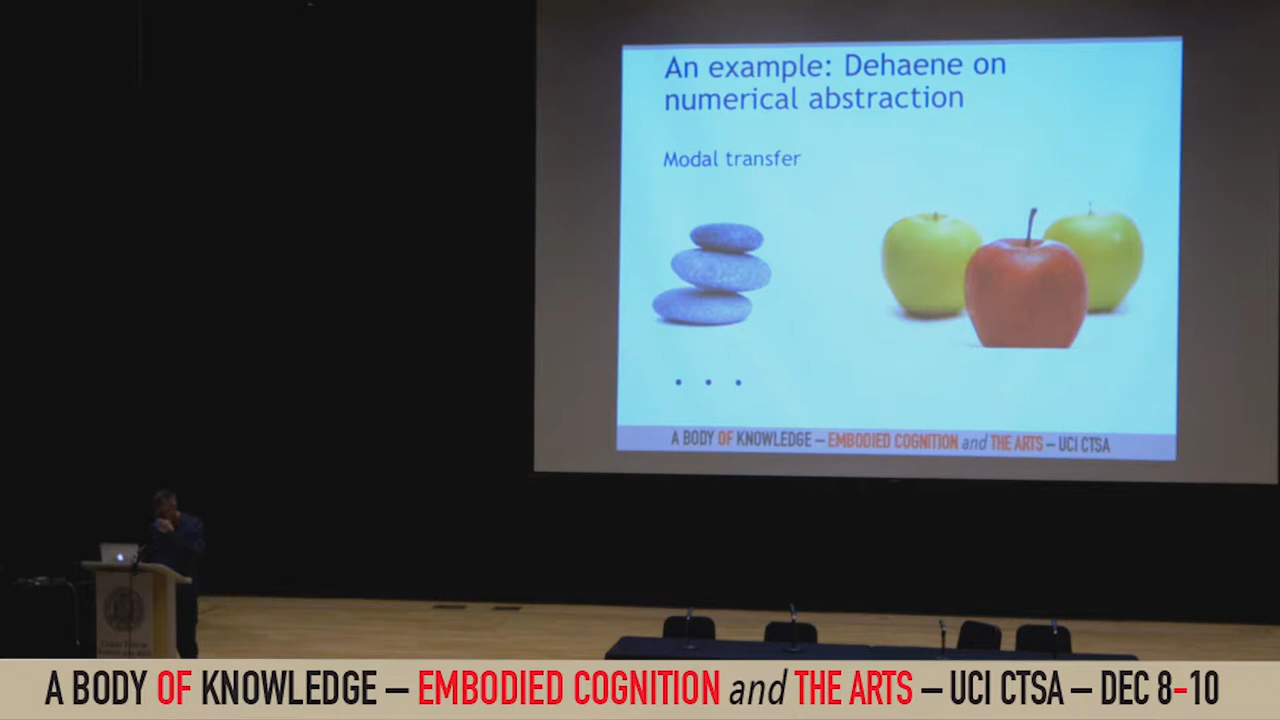 An example: Dehaene on
numerical abstraction
Modal transfer
A BODY OF KNOWLEDGE – EMBODIED COGNITION and THE ARTS – UCI CTSA
A BODY OF KNOWLEDGE – EMBODIED COGNITION and THE ARTS – UCI CTSA – DEC 8-10